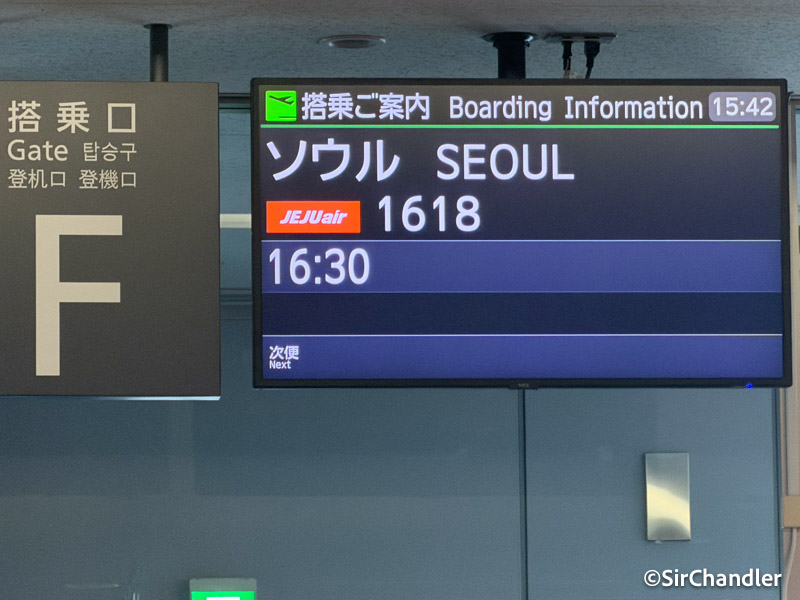 搭乗口
Gate 탑승구
登机口 登機口
F
搭乗ご案内 Boarding Information 15:42
ソウル SEOUL
JEJUair 1618
16:30
次便
Next
NEC
©SirChandler